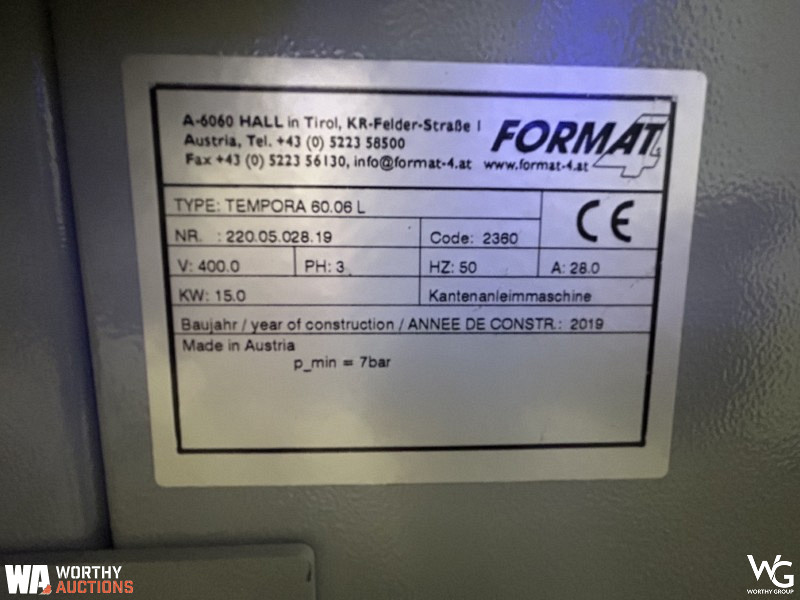 A-6060 HALL in Tirol, KR-Felder-Straße 1
Austria, Tel. +43 (0) 5223 58500
Fax +43 (0) 5223 56130, info@format-4.at www.format-4.at
FORMAT 4
TYPE: TEMPORA 60.06 L
CE
NR. : 220.05.028.19 Code: 2360
V: 400.0 PH: 3 HZ: 50 A: 28.0
KW: 15.0 Kantenanleimmaschine
Baujahr / year of construction / ANNEE DE CONSTR.: 2019
Made in Austria
p_min = 7bar
WA WORTHY AUCTIONS
WG
WORTHY GROUP